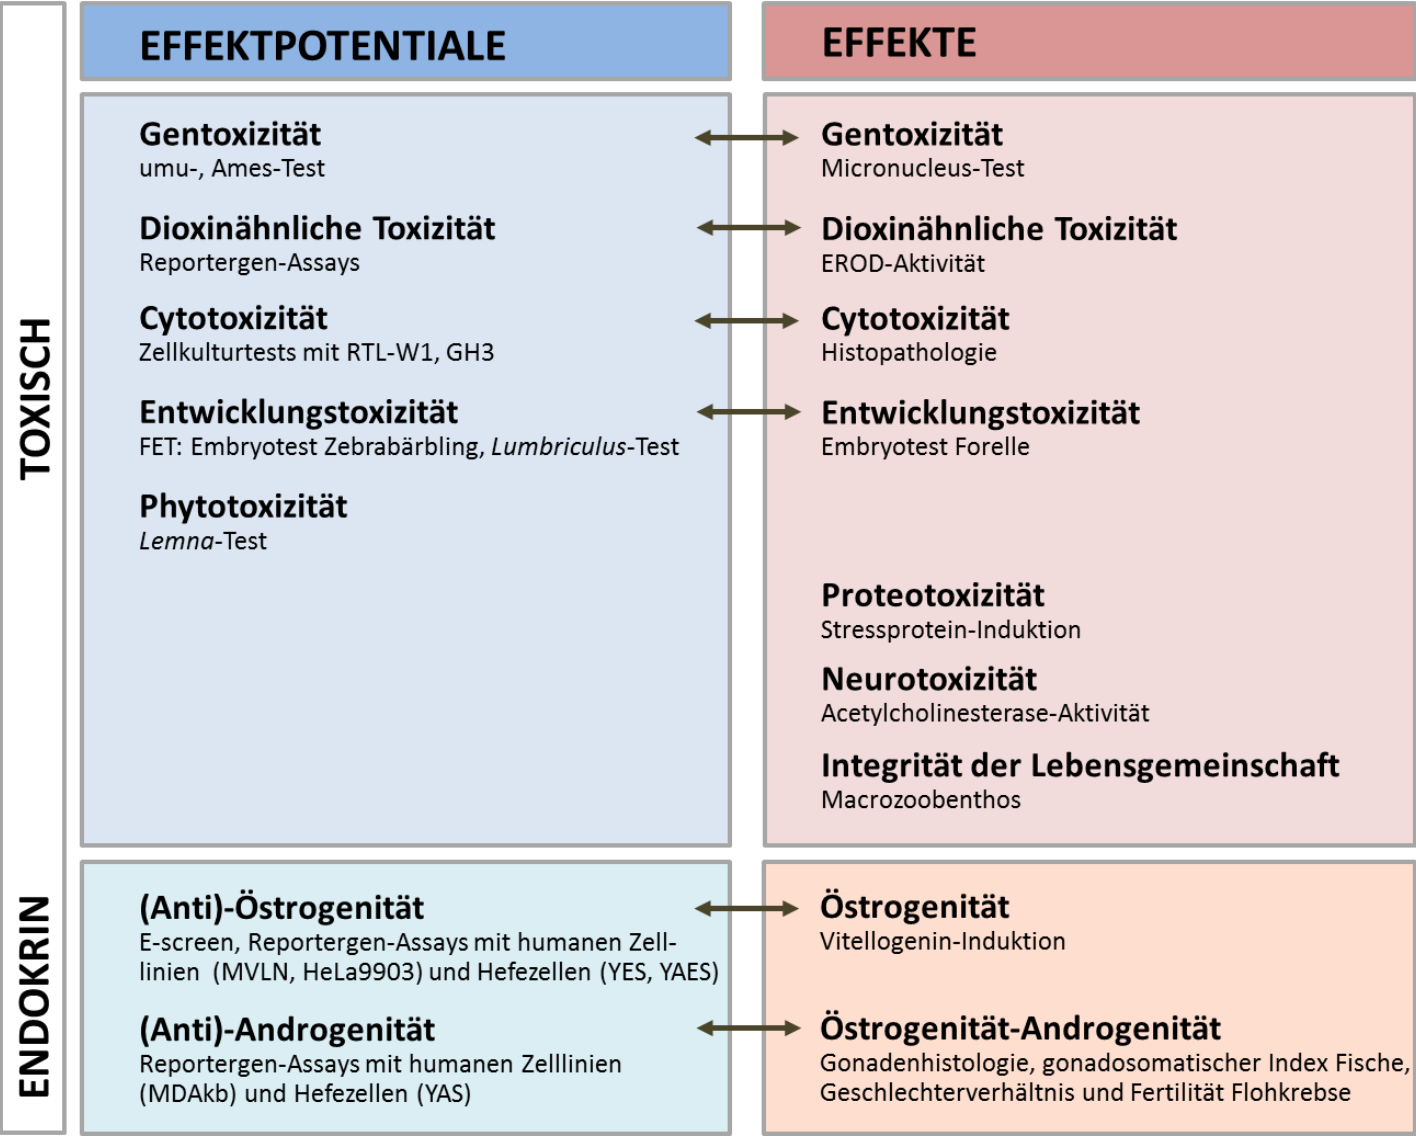 EFFEKTPOTENTIALE
EFFEKTE
TOXISCH
Gentoxizität
umu-, Ames-Test
Dioxinähnliche Toxizität
Reportergen-Assays
Cytotoxizität
Zellkulturtests mit RTL-W1, GH3
Entwicklungstoxizität
FET: Embryotest Zebrabärbling, Lumbriculus-Test
Phytotoxizität
Lemna-Test
Gentoxizität
Micronucleus-Test
Dioxinähnliche Toxizität
EROD-Aktivität
Cytotoxizität
Histopathologie
Entwicklungstoxizität
Embryotest Forelle
Proteotoxizität
Stressprotein-Induktion
Neurotoxizität
Acetylcholinesterase-Aktivität
Integrität der Lebensgemeinschaft
Macrozoobenthos
ENDOKRIN
(Anti)-Östrogenität
E-screen, Reportergen-Assays mit humanen Zell-
linien (MVLN, HeLa9903) und Hefezellen (YES, YAES)
(Anti)-Androgenität
Reportergen-Assays mit humanen Zelllinien
(MDAkb) und Hefezellen (YAS)
Östrogenität
Vitellogenin-Induktion
Östrogenität-Androgenität
Gonadenhistologie, gonadosomatischer Index Fische,
Geschlechterverhältnis und Fertilität Flohkrebse